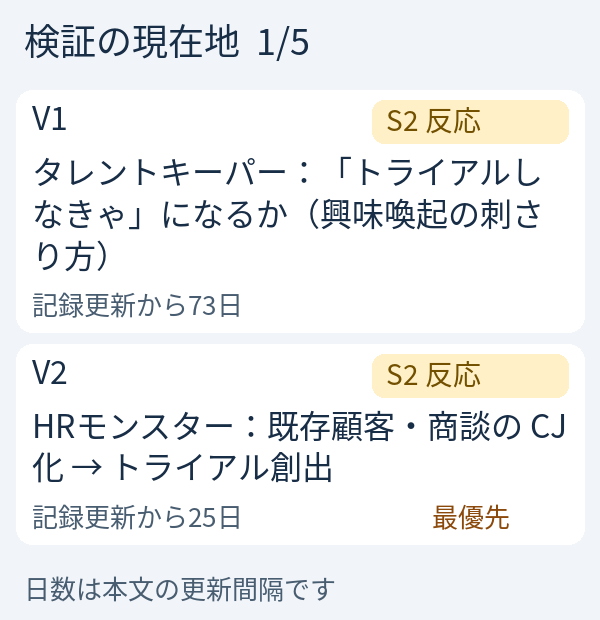 検証の現在地 1/5
V1
S2 反応
タレントキーパー：「トライアルし
なきゃ」になるか（興味喚起の刺さ
り方）
記録更新から73日
V2
S2 反応
HRモンスター：既存顧客・商談の CJ
化 → トライアル創出
記録更新から25日
最優先
日数は本文の更新間隔です